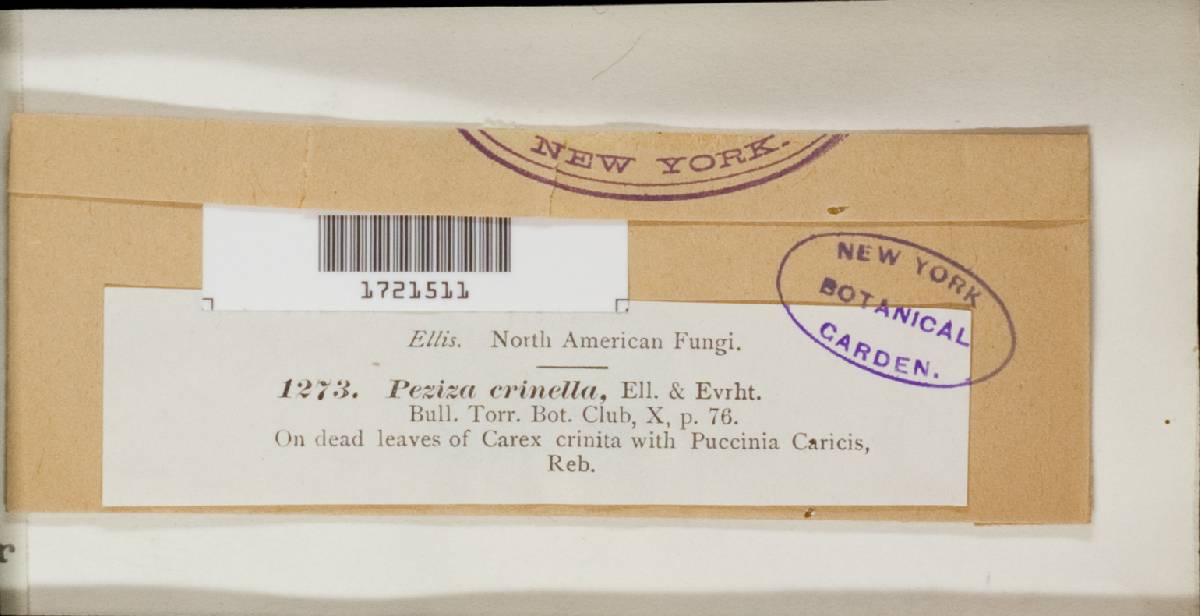 NEW YORK.
1721511
NEW YORK
BOTANICAL
GARDEN.
Ellis. North American Fungi.
1273. Peziza crinella, Ell. & Evrht.
Bull. Torr. Bot. Club, X, p. 76.
On dead leaves of Carex crinita with Puccinia Caricis,
Reb.
r